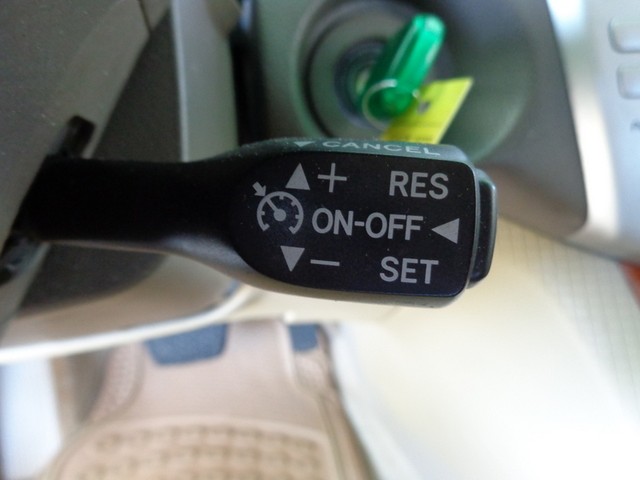 CANCEL
+ RES
ON-OFF
- SET